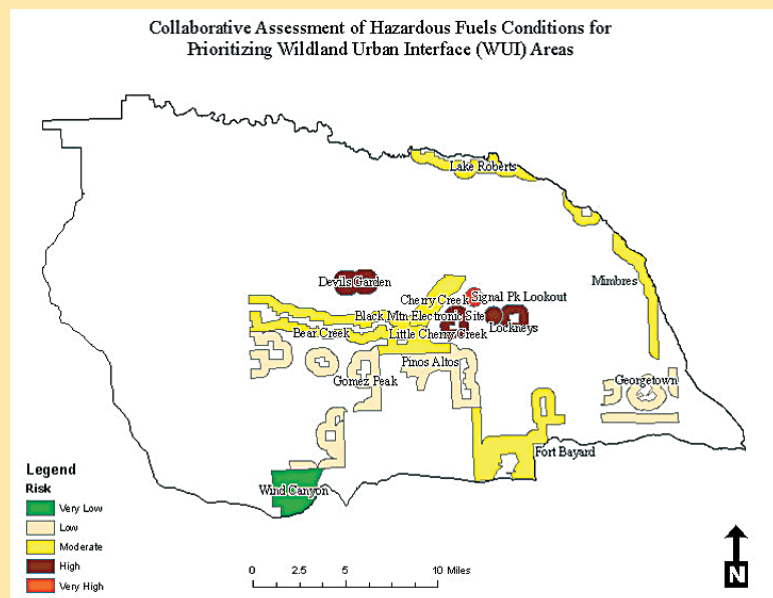 Collaborative Assessment of Hazardous Fuels Conditions for
Prioritizing Wildland Urban Interface (WUI) Areas
Lake Roberts
Devils Garden
Mimbres
Cherry Creek
Signal Pk Lookout
Black Mtn Electronic Site
Lockneys
Bear Creek
Little Cherry Creek
Pinos Altos
Gomez Peak
Georgetown
Fort Bayard
Wind Canyon
Legend
Risk
Very Low
Low
Moderate
High
Very High
0 2.5 5 10 Miles
N